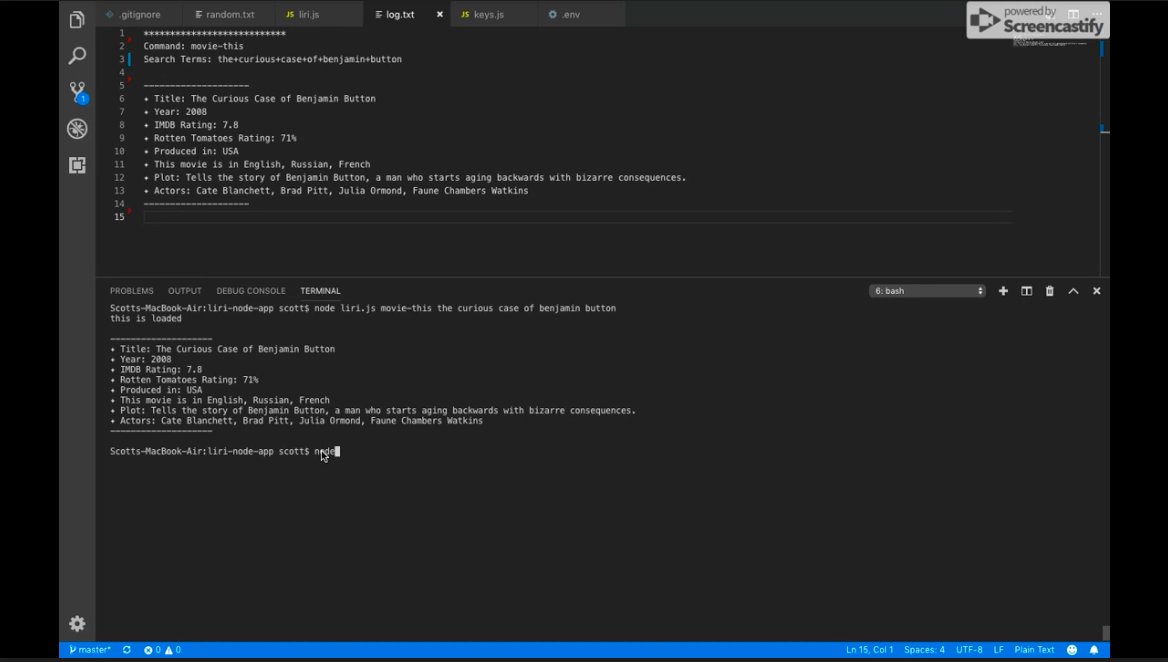 .gitignore random.txt JS liri.js log.txt × JS keys.js .env
powered by
Screencastify
1 ***************************
2 Command: movie-this
3 Search Terms: the+curious+case+of+benjamin+button
4
5 --------------------
6 + Title: The Curious Case of Benjamin Button
7 + Year: 2008
8 + IMDB Rating: 7.8
9 + Rotten Tomatoes Rating: 71%
10 + Produced in: USA
11 + This movie is in English, Russian, French
12 + Plot: Tells the story of Benjamin Button, a man who starts aging backwards with bizarre consequences.
13 + Actors: Cate Blanchett, Brad Pitt, Julia Ormond, Faune Chambers Watkins
14 --------------------
15
1
PROBLEMS OUTPUT DEBUG CONSOLE TERMINAL 6: bash
Scotts-MacBook-Air:liri-node-app scott$ node liri.js movie-this the curious case of benjamin button
this is loaded
--------------------
+ Title: The Curious Case of Benjamin Button
+ Year: 2008
+ IMDB Rating: 7.8
+ Rotten Tomatoes Rating: 71%
+ Produced in: USA
+ This movie is in English, Russian, French
+ Plot: Tells the story of Benjamin Button, a man who starts aging backwards with bizarre consequences.
+ Actors: Cate Blanchett, Brad Pitt, Julia Ormond, Faune Chambers Watkins
--------------------
Scotts-MacBook-Air:liri-node-app scott$ node
master* 0 0 Ln 15, Col 1 Spaces: 4 UTF-8 LF Plain Text